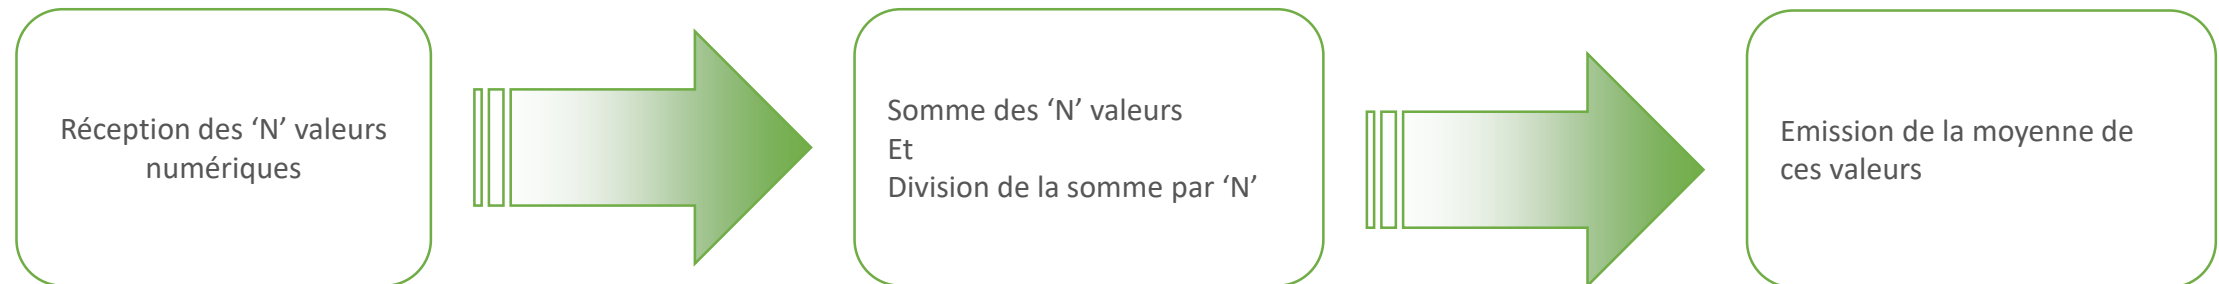 Réception des ‘N’ valeurs
numériques
Somme des ‘N’ valeurs
Et
Division de la somme par ‘N’
Emission de la moyenne de
ces valeurs